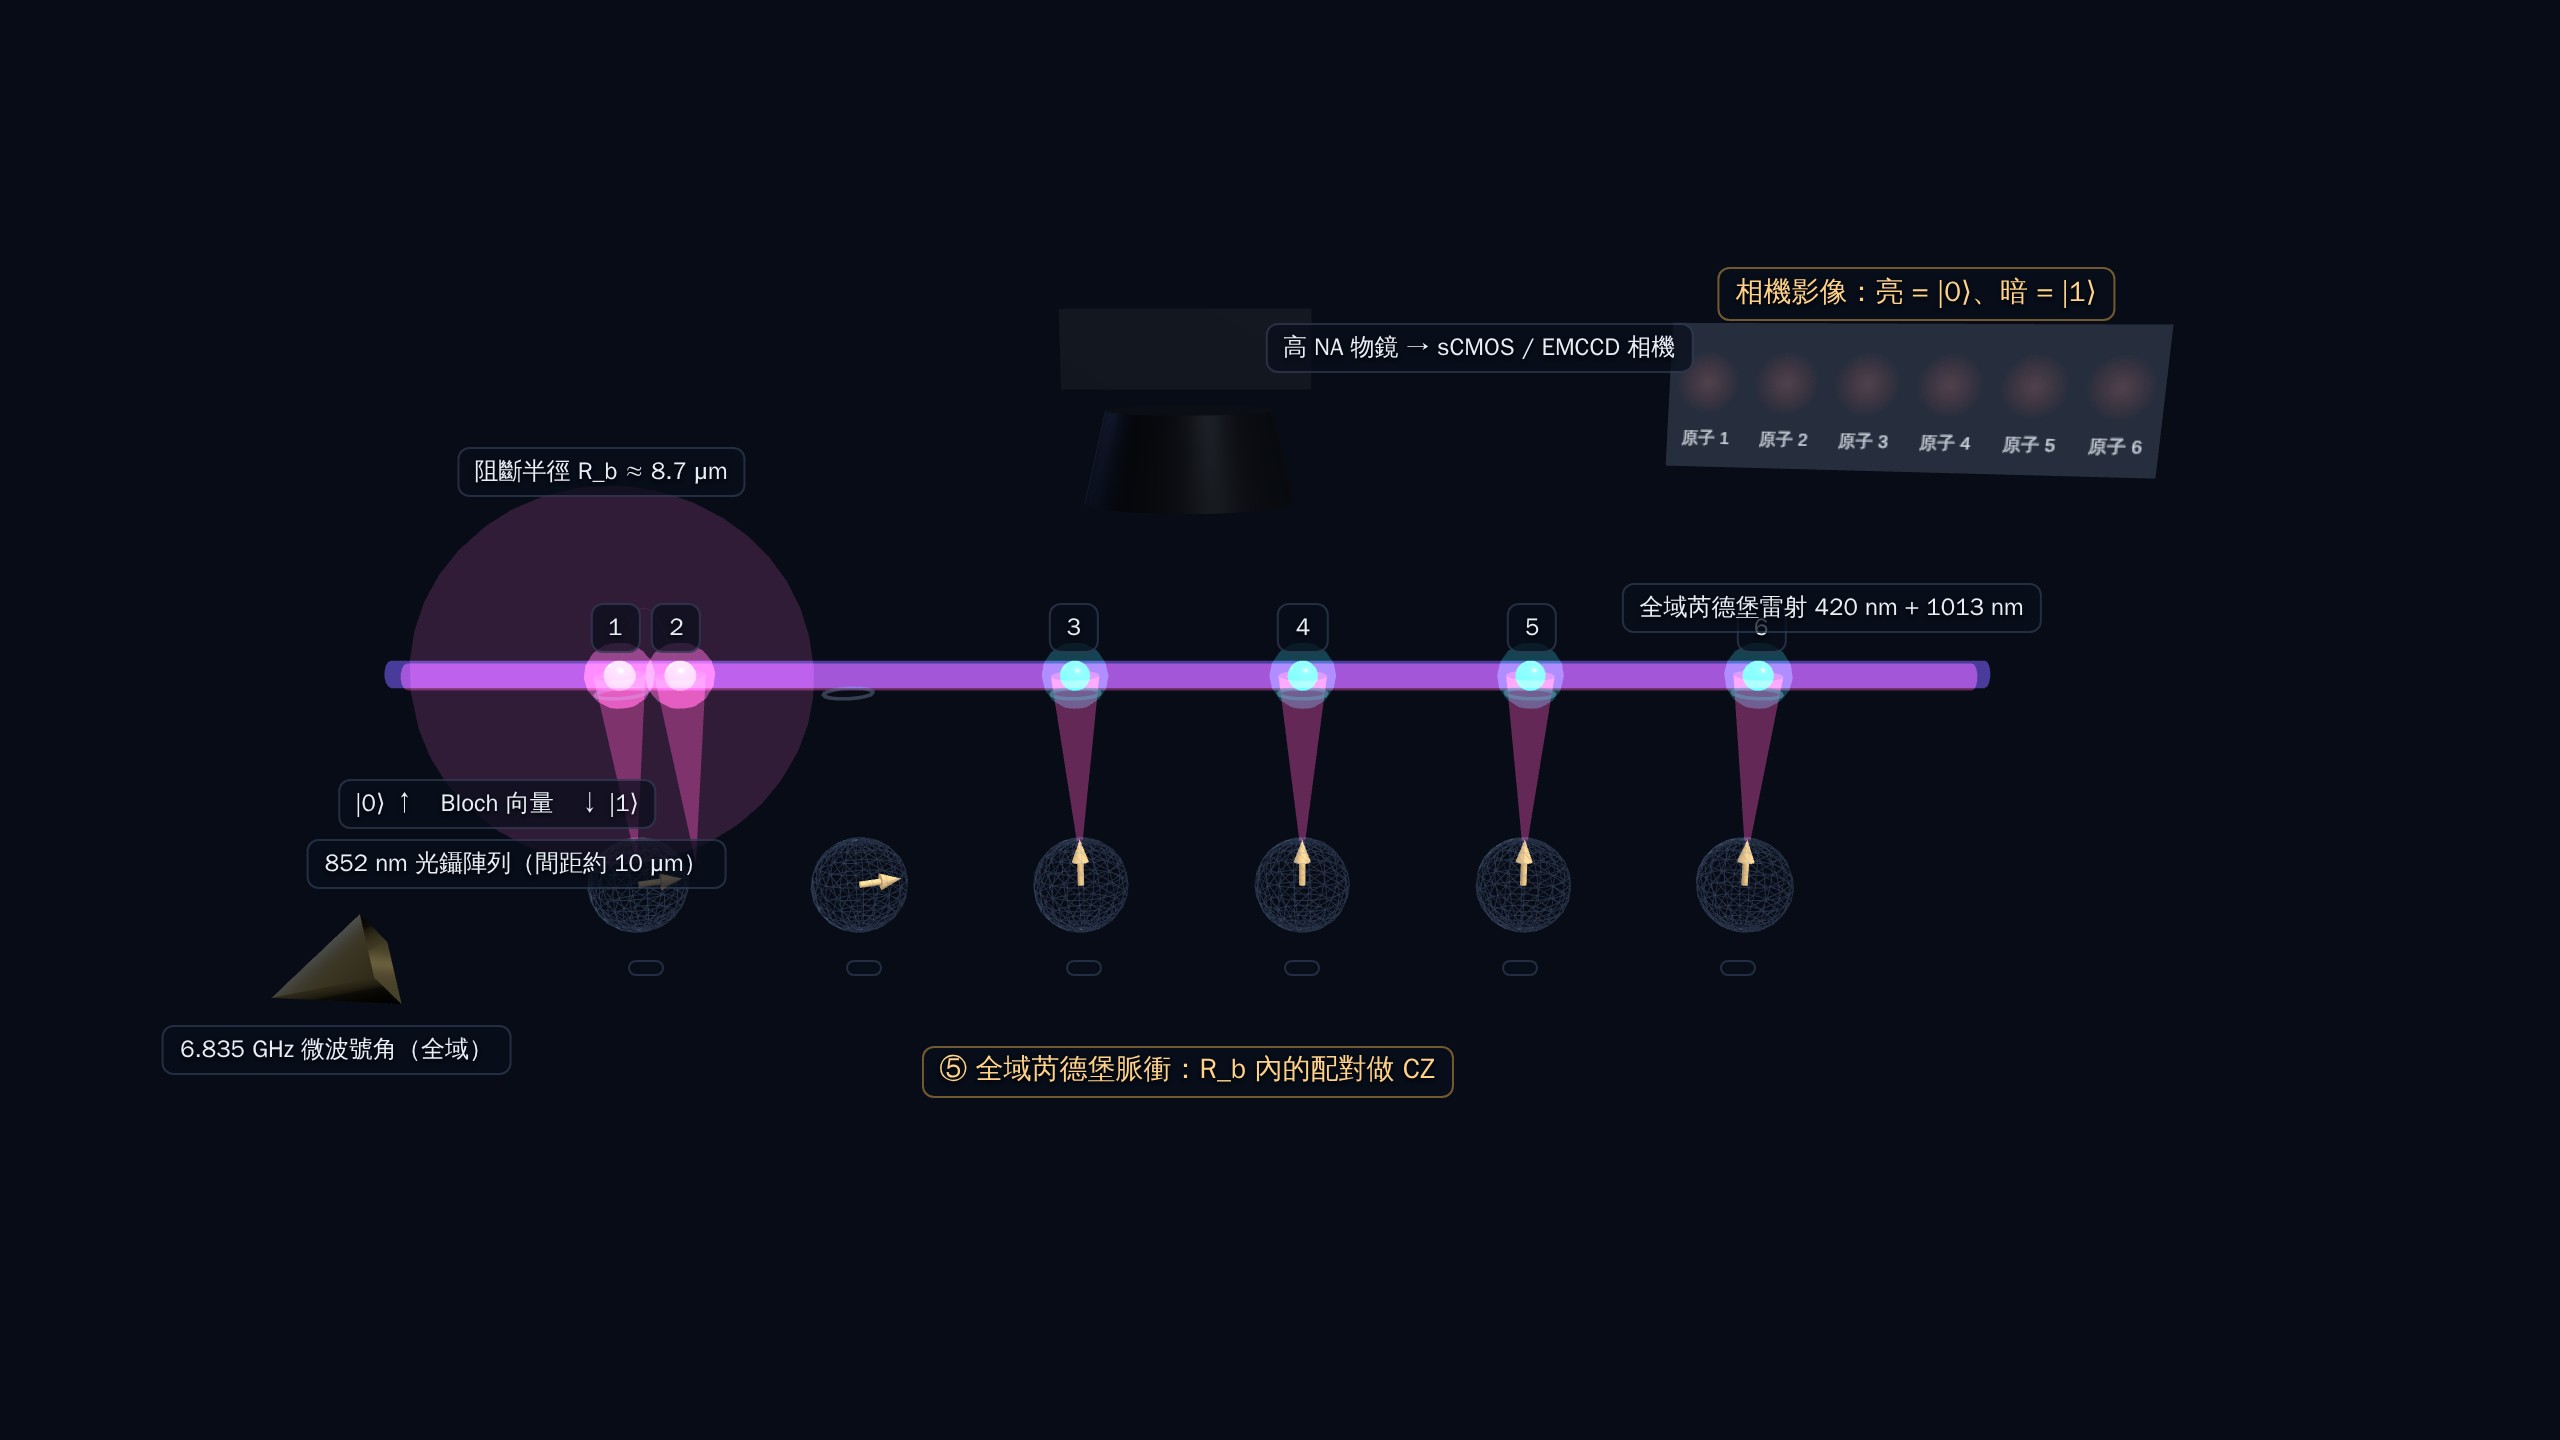 相機影像：亮 = |0⟩、暗 = |1⟩
高 NA 物鏡 → sCMOS / EMCCD 相機
原子 1 原子 2 原子 3 原子 4 原子 5 原子 6
阻斷半徑 R_b ≈ 8.7 µm
全域芮德堡雷射 420 nm + 1013 nm
1 2 3 4 5 6
|0⟩ ↑ Bloch 向量 ↓ |1⟩
852 nm 光鑷陣列（間距約 10 µm）
6.835 GHz 微波號角（全域）
⑤ 全域芮德堡脈衝：R_b 內的配對做 CZ